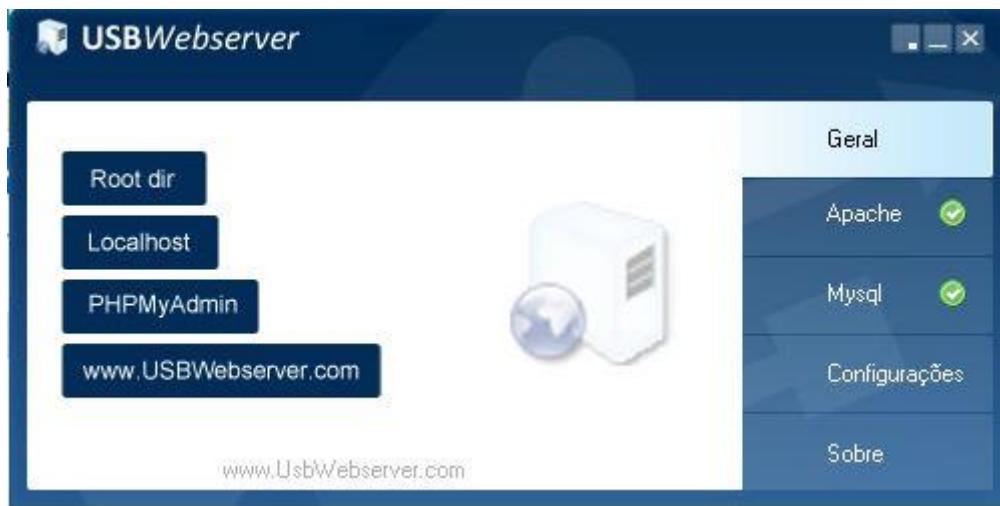 USBWebserver
Root dir
Localhost
PHPMyAdmin
www.USBWebserver.com
www.UsbWebserver.com
Geral
Apache
Mysql
Configurações
Sobre